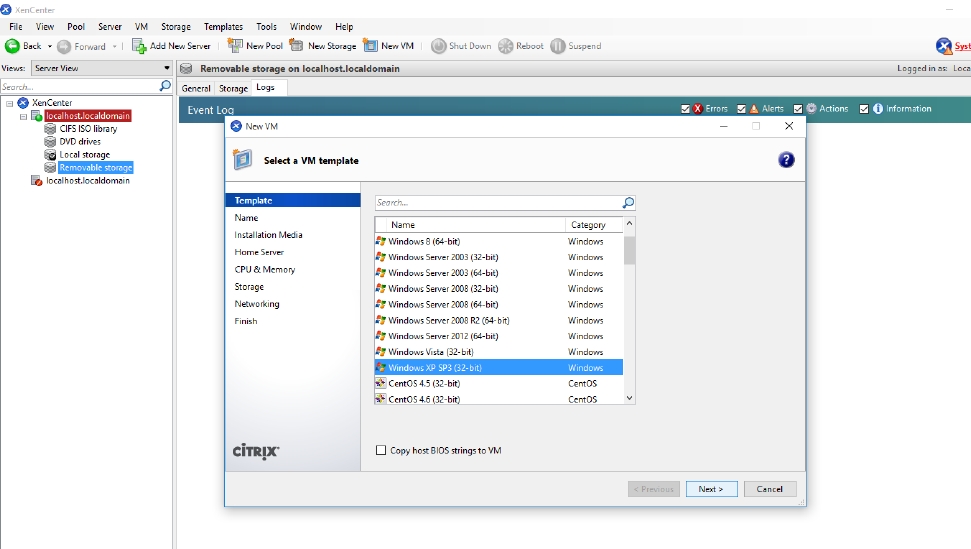 XenCenter
File View Pool Server VM Storage Templates Tools Window Help
Back Forward Add New Server New Pool New Storage New VM Shut Down Reboot Suspend Syst
Views: Server View Removable storage on localhost.localdomain Logged in as: Loca
Search... General Storage Logs
XenCenter
localhost.localdomain
CIFS ISO library
DVD drives
Local storage
Removable storage
localhost.localdomain
Event Log Errors Alerts Actions Information
New VM
Select a VM template
Template
Name
Installation Media
Home Server
CPU & Memory
Storage
Networking
Finish
CITRIX
Search...
Name Category
Windows 8 (64-bit) Windows
Windows Server 2003 (32-bit) Windows
Windows Server 2003 (64-bit) Windows
Windows Server 2008 (32-bit) Windows
Windows Server 2008 (64-bit) Windows
Windows Server 2008 R2 (64-bit) Windows
Windows Server 2012 (64-bit) Windows
Windows Vista (32-bit) Windows
Windows XP SP3 (32-bit) Windows
CentOS 4.5 (32-bit) CentOS
CentOS 4.6 (32-bit) CentOS
Copy host BIOS strings to VM
< Previous Next > Cancel